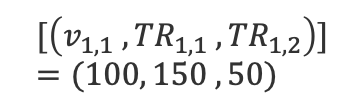 [(𝑣₁,₁ , 𝑇𝑅₁,₁ , 𝑇𝑅₁,₂)]
= (100, 150 , 50)